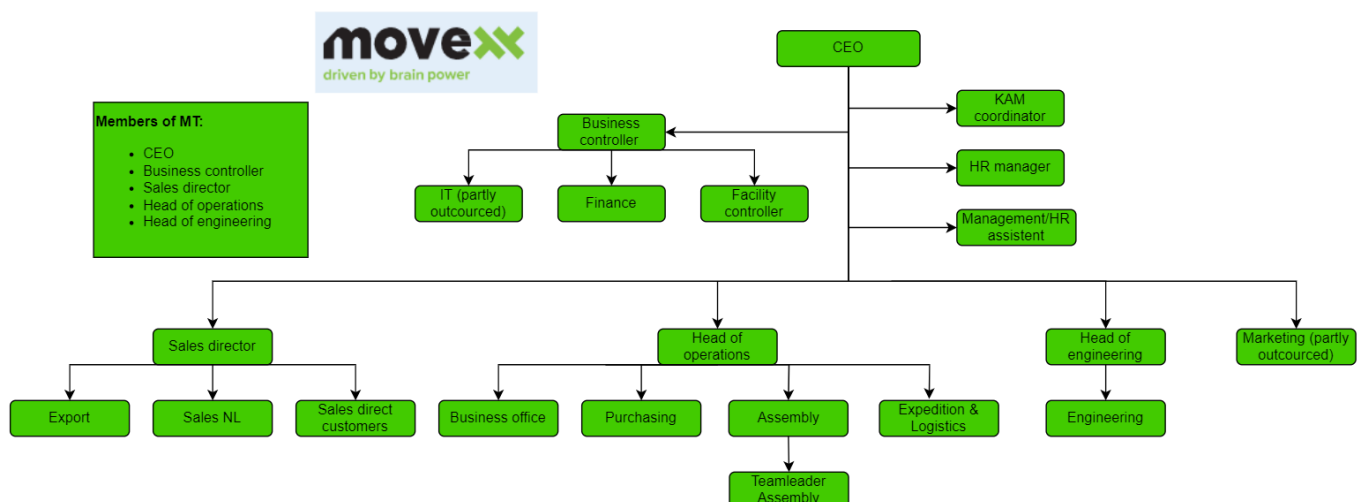 movexx
driven by brain power
CEO
Members of MT:
CEO
Business controller
Sales director
Head of operations
Head of engineering
KAM
coordinator
Business
controller
HR manager
IT (partly
outcourced)
Finance
Facility
controller
Management/HR
assistent
Sales director
Head of
operations
Head of
engineering
Marketing (partly
outcourced)
Export
Sales NL
Sales direct
customers
Business office
Purchasing
Assembly
Expedition &
Logistics
Engineering
Teamleader
Assembly